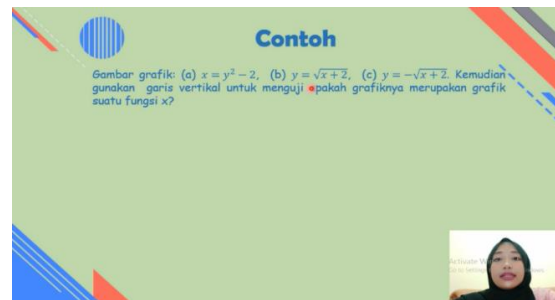 Contoh
Gambar grafik: (a) x = y² − 2, (b) y = √x + 2, (c) y = −√x + 2. Kemudian
gunakan garis vertikal untuk menguji apakah grafiknya merupakan grafik
suatu fungsi x?